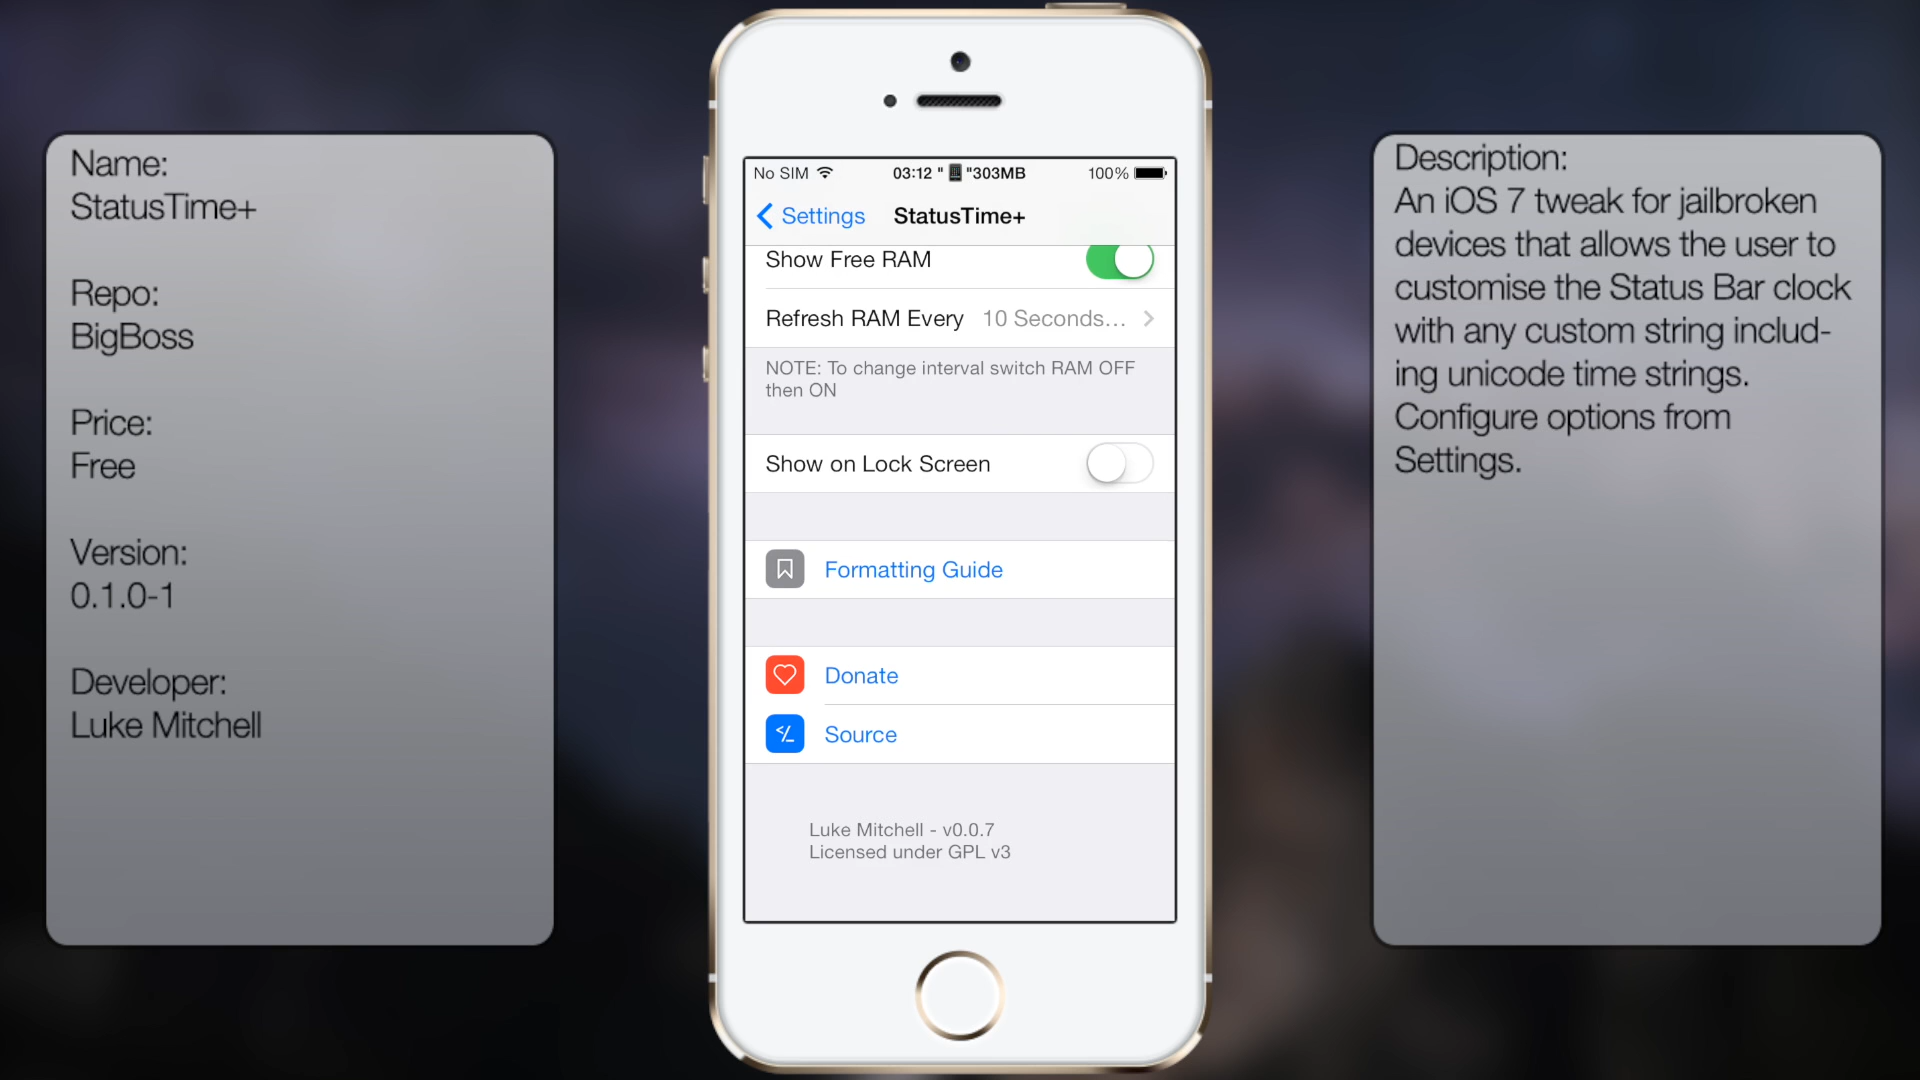 Name:
StatusTime+
Repo:
BigBoss
Price:
Free
Version:
0.1.0-1
Developer:
Luke Mitchell
No SIM 03:12 "📱"303MB 100%
Settings StatusTime+
Show Free RAM
Refresh RAM Every 10 Seconds...
NOTE: To change interval switch RAM OFF
then ON
Show on Lock Screen
Formatting Guide
Donate
Source
Luke Mitchell - v0.0.7
Licensed under GPL v3
Description:
An iOS 7 tweak for jailbroken
devices that allows the user to
customise the Status Bar clock
with any custom string includ-
ing unicode time strings.
Configure options from
Settings.